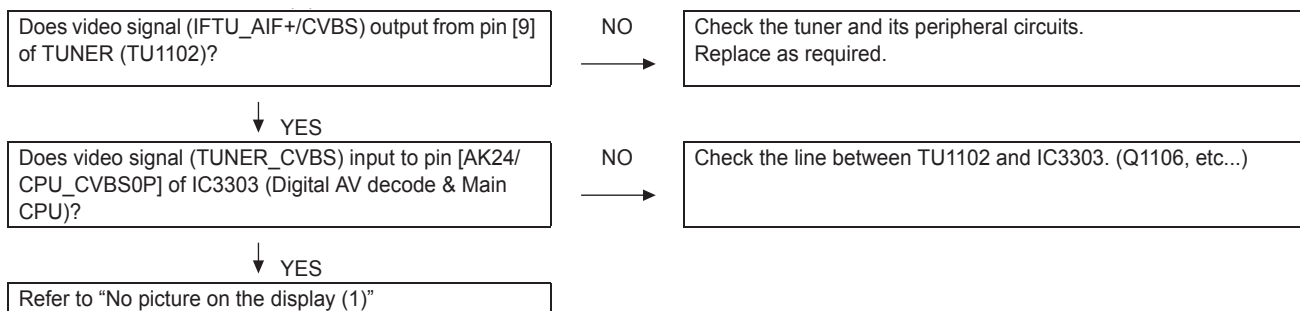 Does video signal (IFTU_AIF+/CVBS) output from pin [9]
of TUNER (TU1102)?
NO
Check the tuner and its peripheral circuits.
Replace as required.
YES
Does video signal (TUNER_CVBS) input to pin [AK24/
CPU_CVBS0P] of IC3303 (Digital AV decode & Main
CPU)?
NO
Check the line between TU1102 and IC3303. (Q1106, etc...)
YES
Refer to “No picture on the display (1)”